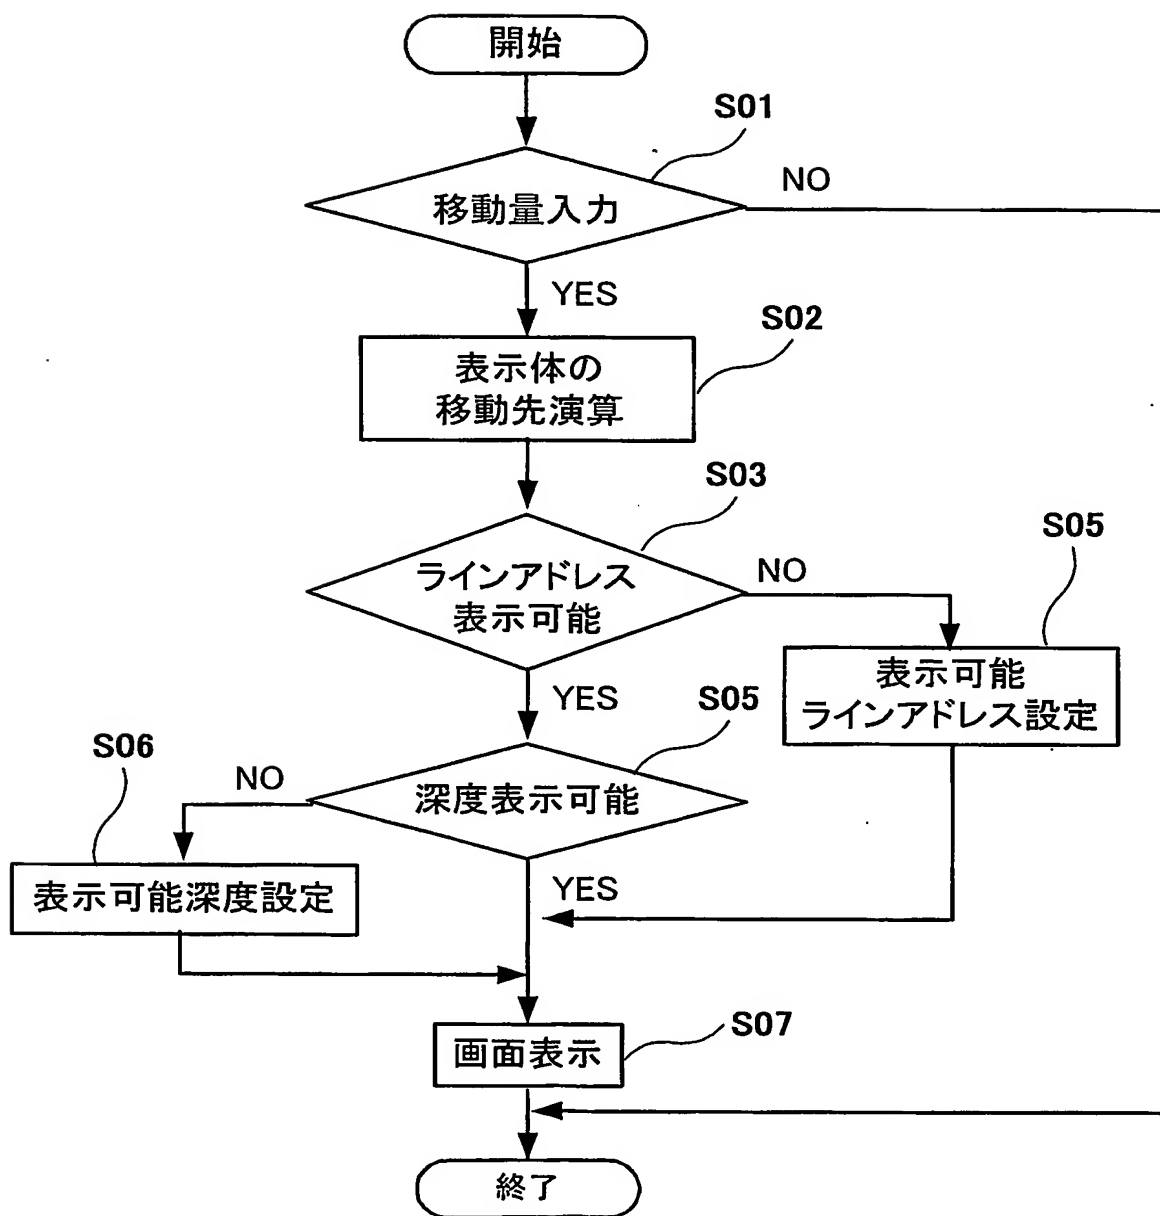 開始
S01
移動量入力
NO
YES
S02
表示体の
移動先演算
S03
ラインアドレス
表示可能
NO
S05
表示可能
ラインアドレス設定
YES
S05
深度表示可能
NO
S06
表示可能深度設定
YES
画面表示
S07
終了